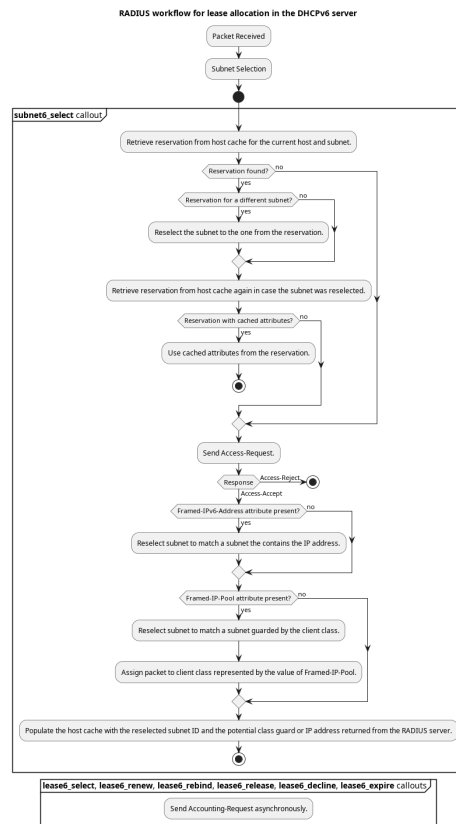 RADIUS workflow for lease allocation in the DHCPv6 server
Packet Received
Subnet Selection
subnet6_select callout
Retrieve reservation from host cache for the current host and subnet.
Reservation found?
no
yes
Reservation for a different subnet?
no
yes
Reselect the subnet to the one from the reservation.
Retrieve reservation from host cache again in case the subnet was reselected.
Reservation with cached attributes?
no
yes
Use cached attributes from the reservation.
Send Access-Request.
Response
Access-Reject
Access-Accept
Framed-IPv6-Address attribute present?
no
yes
Reselect subnet to match a subnet the contains the IP address.
Framed-IP-Pool attribute present?
no
yes
Reselect subnet to match a subnet guarded by the client class.
Assign packet to client class represented by the value of Framed-IP-Pool.
Populate the host cache with the reselected subnet ID and the potential class guard or IP address returned from the RADIUS server.
lease6_select, lease6_renew, lease6_rebind, lease6_release, lease6_decline, lease6_expire callouts
Send Accounting-Request asynchronously.